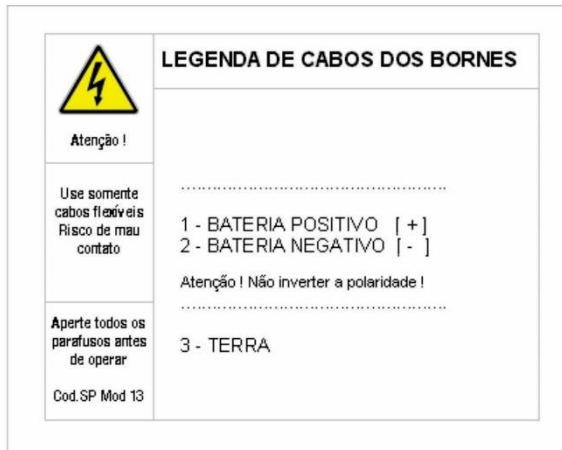 LEGENDA DE CABOS DOS BORNES
Atenção !
Use somente
cabos flexíveis
Risco de mau
contato
Aperte todos os
parafusos antes
de operar
Cod.SP Mod 13
1 - BATERIA POSITIVO [ + ]
2 - BATERIA NEGATIVO [ - ]
Atenção ! Não inverter a polaridade !
3 - TERRA